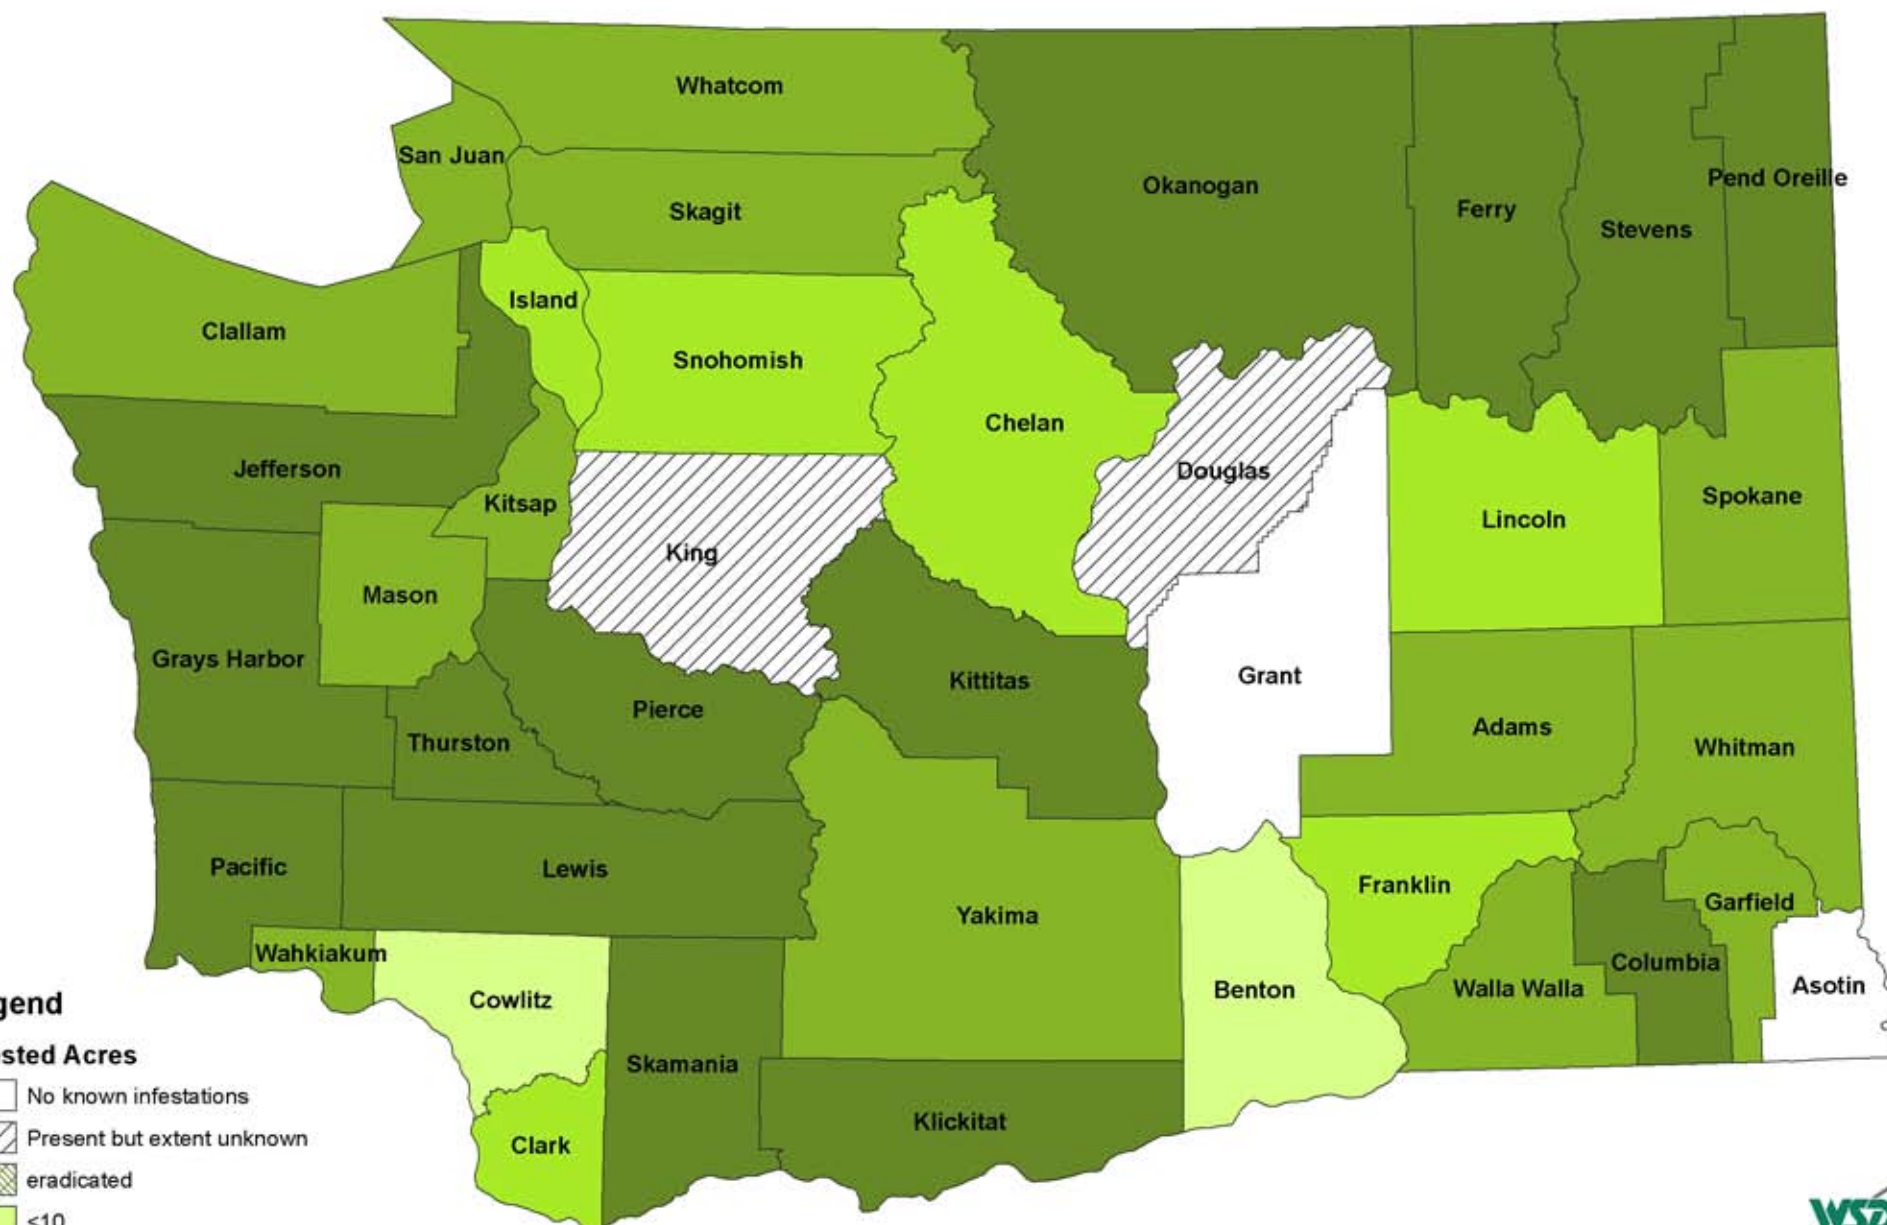 Whatcom
San Juan
Okanogan
Pend Oreille
Skagit
Ferry
Stevens
Island
Clallam
Snohomish
Chelan
Jefferson
Douglas
Kitsap
Spokane
Lincoln
King
Mason
Grays Harbor
Grant
Kittitas
Pierce
Adams
Thurston
Whitman
Pacific
Lewis
Franklin
Garfield
Yakima
Wahkiakum
Columbia
Asotin
Walla Walla
Benton
Cowlitz
Skamania
Klickitat
Clark
gend
sted Acres
No known infestations
Present but extent unknown
eradicated
<10